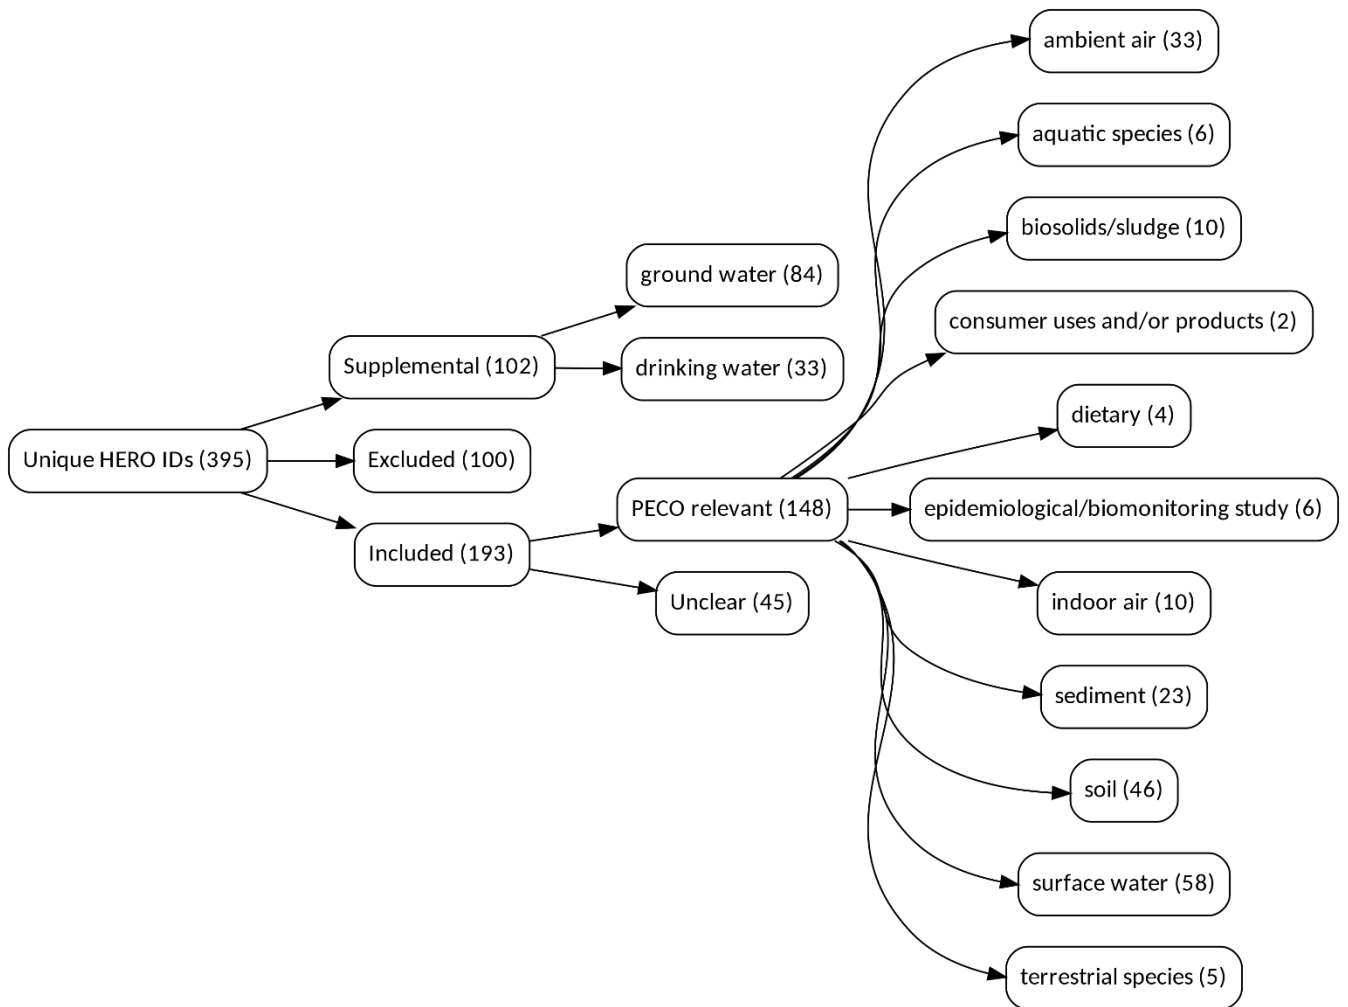 Unique HERO IDs (395)
Supplemental (102)
Excluded (100)
Included (193)
ground water (84)
drinking water (33)
PECO relevant (148)
Unclear (45)
ambient air (33)
aquatic species (6)
biosolids/sludge (10)
consumer uses and/or products (2)
dietary (4)
epidemiological/biomonitoring study (6)
indoor air (10)
sediment (23)
soil (46)
surface water (58)
terrestrial species (5)